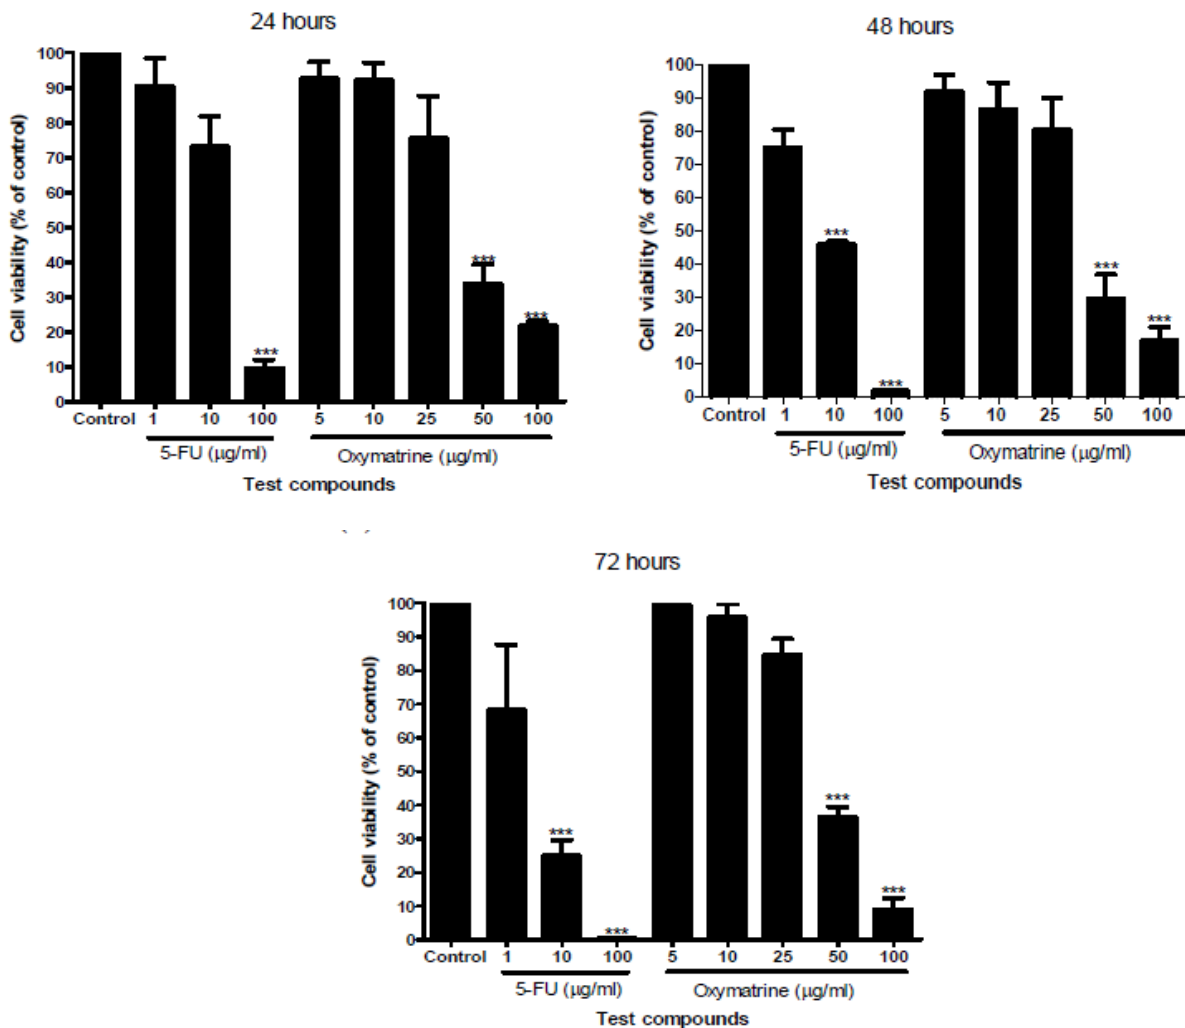 24 hours
Cell viability (% of control)
100
90
80
70
60
50
40
30
20
10
0
*** *** ***
Control 1 10 100 5 10 25 50 100
5-FU (μg/ml) Oxymatrine (μg/ml)
Test compounds
48 hours
Cell viability (% of control)
100
90
80
70
60
50
40
30
20
10
0
*** *** *** ***
Control 1 10 100 5 10 25 50 100
5-FU (μg/ml) Oxymatrine (μg/ml)
Test compounds
72 hours
Cell viability (% of control)
100
90
80
70
60
50
40
30
20
10
0
*** *** *** ***
Control 1 10 100 5 10 25 50 100
5-FU (μg/ml) Oxymatrine (μg/ml)
Test compounds